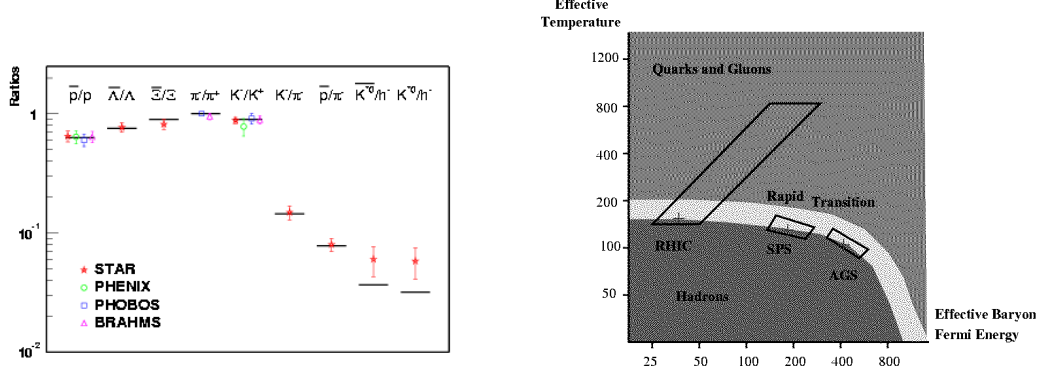 Ratios
p̅/p Λ̅/Λ Ξ̅/Ξ π⁻/π⁺ K⁻/K⁺ K⁻/π⁻ p̅/π⁻ K̅*⁰/h⁻ K*⁰/h⁻
1
10⁻¹
10⁻²
STAR
PHENIX
PHOBOS
BRAHMS
Effective
Temperature
1200
800
400
200
100
50
Quarks and Gluons
Rapid Transition
RHIC
SPS
AGS
Hadrons
Effective Baryon
Fermi Energy
25 50 100 200 400 800